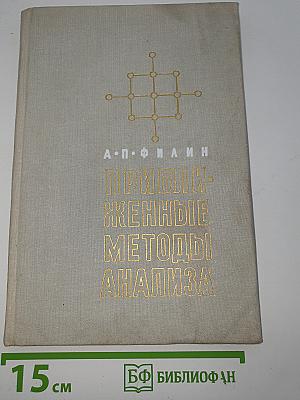 А·П·ФИЛИН
ПРИБЛИ-
ЖЕННЫЕ
МЕТОДЫ
АНАЛИЗА
15 см
БФ БИБЛИОФАН